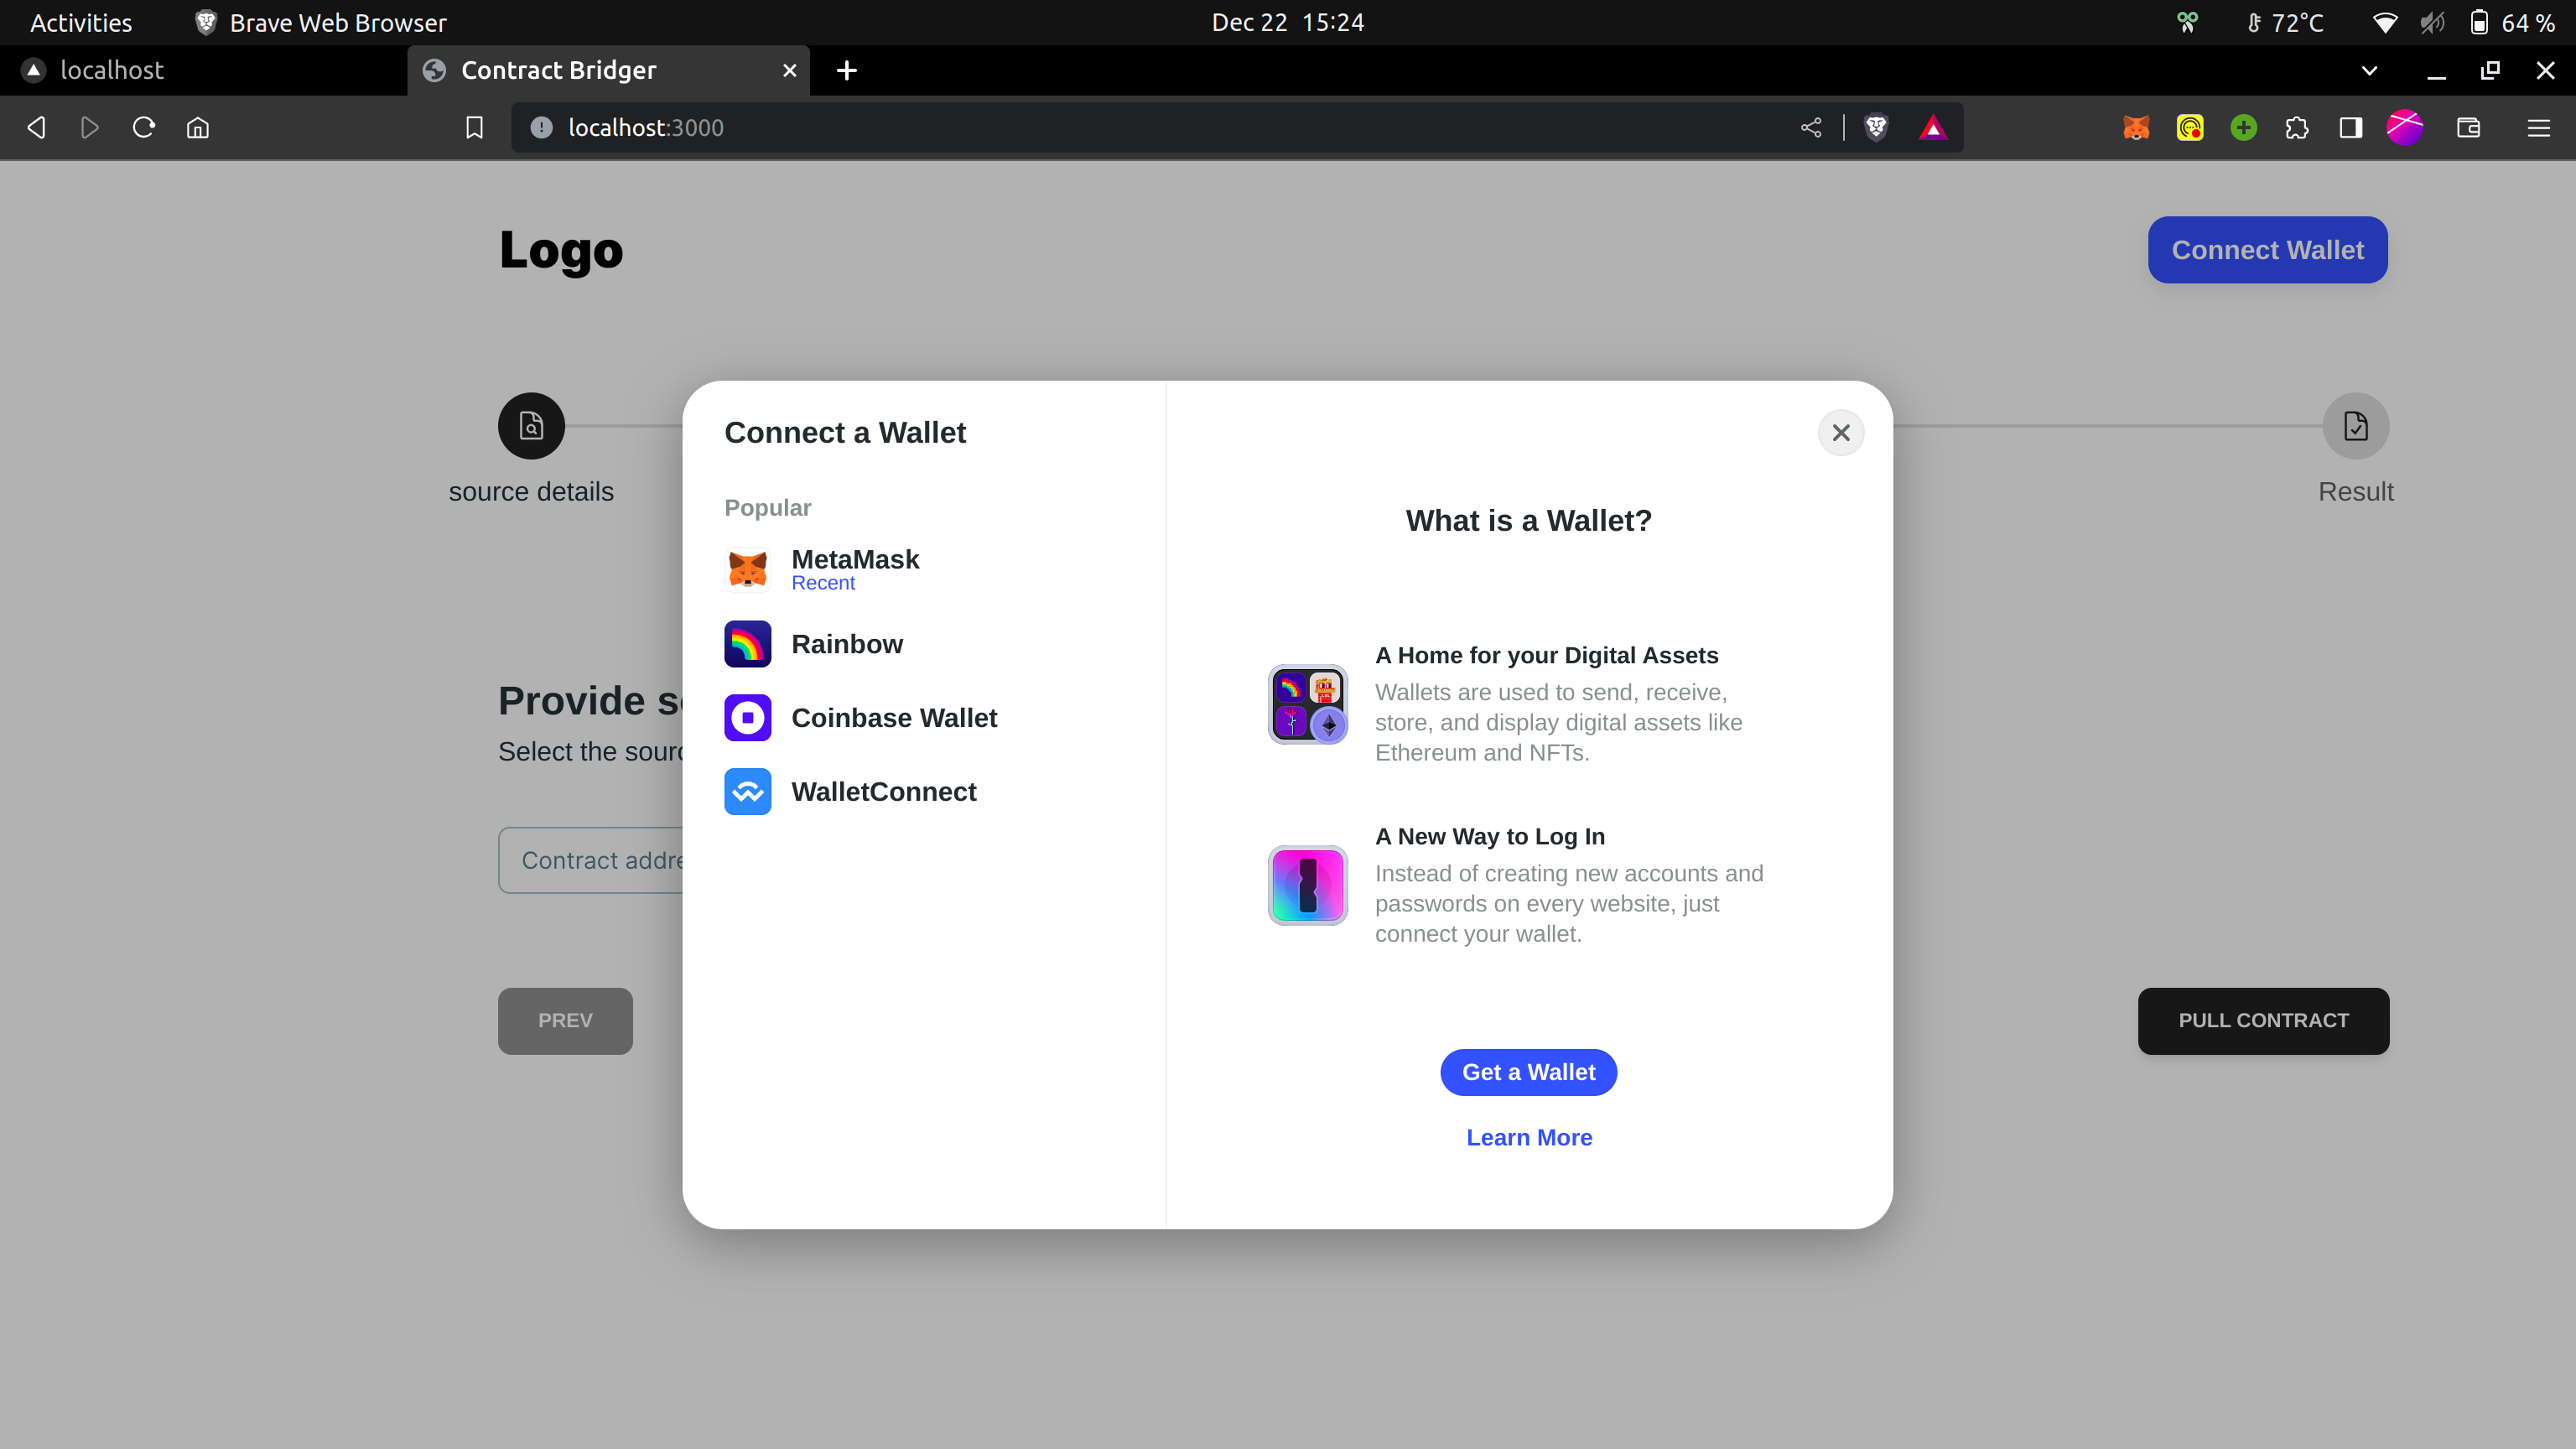 Activities
Brave Web Browser
Dec 22 15:24
72°C
64 %
localhost
Contract Bridger
localhost:3000
Logo
Connect Wallet
source details
Result
Connect a Wallet
Popular
MetaMask
Recent
Rainbow
Coinbase Wallet
WalletConnect
What is a Wallet?
A Home for your Digital Assets
Wallets are used to send, receive,
store, and display digital assets like
Ethereum and NFTs.
A New Way to Log In
Instead of creating new accounts and
passwords on every website, just
connect your wallet.
Get a Wallet
Learn More
Provide s
Select the sour
Contract addre
PREV
PULL CONTRACT